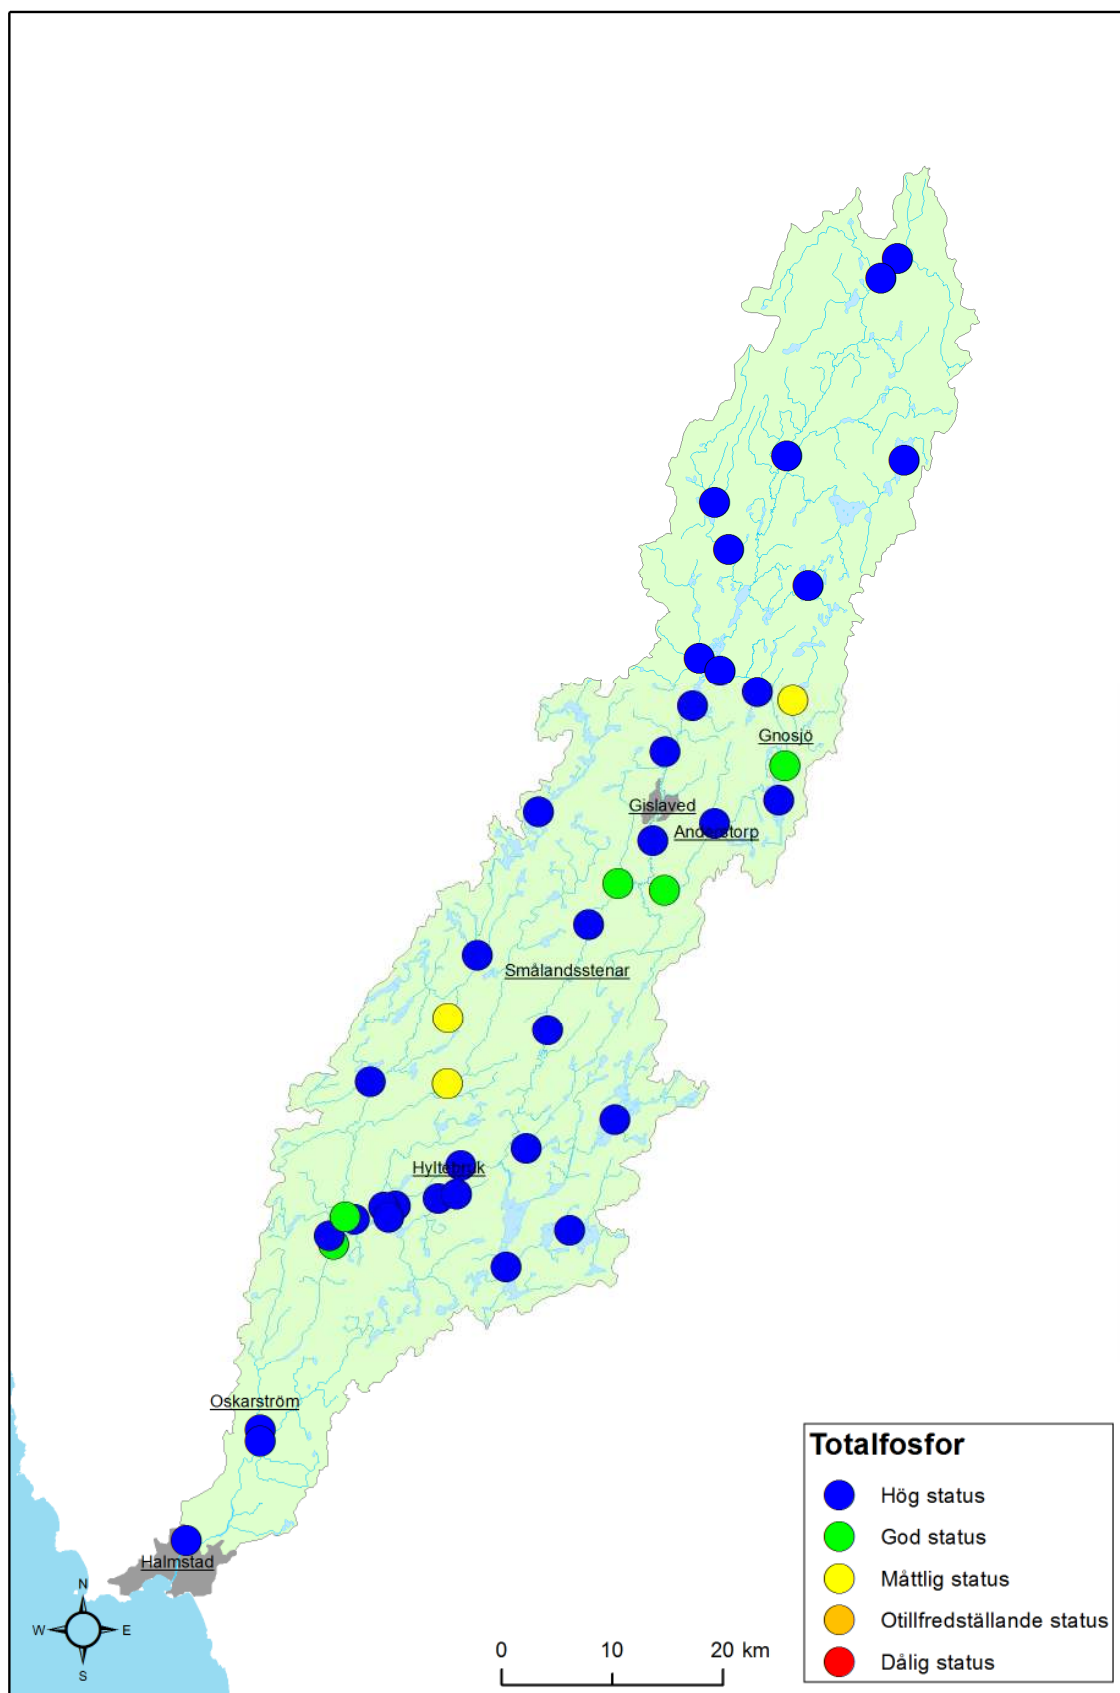 Gnosjö
Gislaved
Anderstorp
Smålandsstenar
Hyltebruk
Oskarström
Halmstad
N
W
E
S
0
10
20 km
Totalfosfor
Hög status
God status
Måttlig status
Otillfredställande status
Dålig status